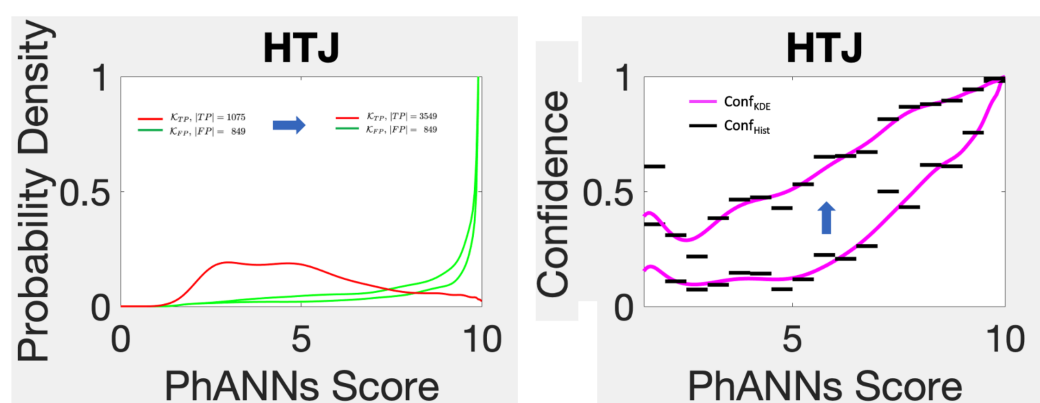 HTJ
Probability Density
1
0.5
0
𝒦TP, |TP| = 1075
𝒦FP, |FP| = 849
𝒦TP, |TP| = 3549
𝒦FP, |FP| = 849
0 5 10
PhANNs Score
HTJ
Confidence
1
0.5
0
ConfKDE
ConfHist
5 10
PhANNs Score